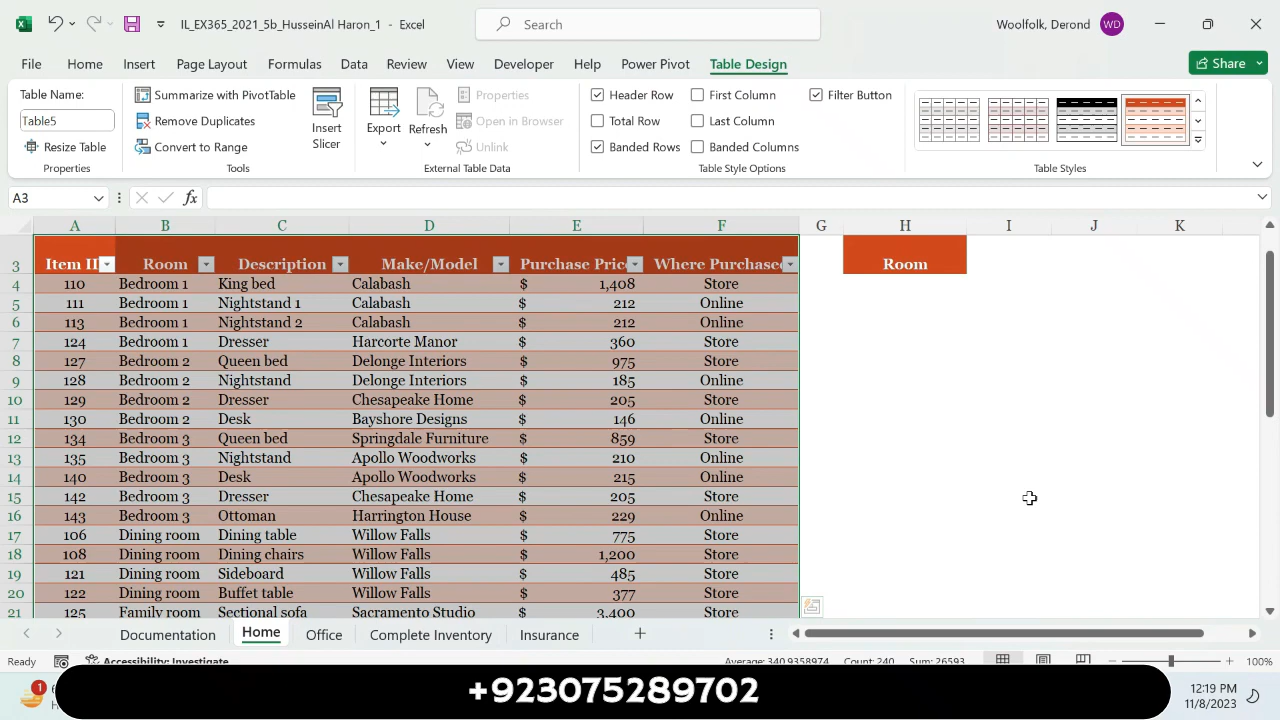 IL_EX365_2021_5b_HusseinAl Haron_1 • - Excel
Search
Woolfolk, Derond
WD
File Home Insert Page Layout Formulas Data Review View Developer Help Power Pivot Table Design
Share
Table Name:
Table5
Resize Table
Properties
Summarize with PivotTable
Remove Duplicates
Convert to Range
Tools
Insert
Slicer
Export
Refresh
Properties
Open in Browser
Unlink
External Table Data
Header Row
Total Row
Banded Rows
First Column
Last Column
Banded Columns
Filter Button
Table Style Options
Table Styles
A3
fx
A B C D E F G H I J K
3 Item ID Room Description Make/Model Purchase Price Where Purchased Room
4 110 Bedroom 1 King bed Calabash $ 1,408 Store
5 111 Bedroom 1 Nightstand 1 Calabash $ 212 Online
6 113 Bedroom 1 Nightstand 2 Calabash $ 212 Online
7 124 Bedroom 1 Dresser Harcorte Manor $ 360 Store
8 127 Bedroom 2 Queen bed Delonge Interiors $ 975 Store
9 128 Bedroom 2 Nightstand Delonge Interiors $ 185 Online
10 129 Bedroom 2 Dresser Chesapeake Home $ 205 Store
11 130 Bedroom 2 Desk Bayshore Designs $ 146 Online
12 134 Bedroom 3 Queen bed Springdale Furniture $ 859 Store
13 135 Bedroom 3 Nightstand Apollo Woodworks $ 210 Online
14 140 Bedroom 3 Desk Apollo Woodworks $ 215 Online
15 142 Bedroom 3 Dresser Chesapeake Home $ 205 Store
16 143 Bedroom 3 Ottoman Harrington House $ 229 Online
17 106 Dining room Dining table Willow Falls $ 775 Store
18 108 Dining room Dining chairs Willow Falls $ 1,200 Store
19 121 Dining room Sideboard Willow Falls $ 485 Store
20 122 Dining room Buffet table Willow Falls $ 377 Store
21 125 Family room Sectional sofa Sacramento Studio $ 3,400 Store
Documentation Home Office Complete Inventory Insurance
Ready Accessibility: Investigate Average: 340.9358974 Count: 240 Sum: 26593 100%
1
+923075289702
12:19 PM
11/8/2023